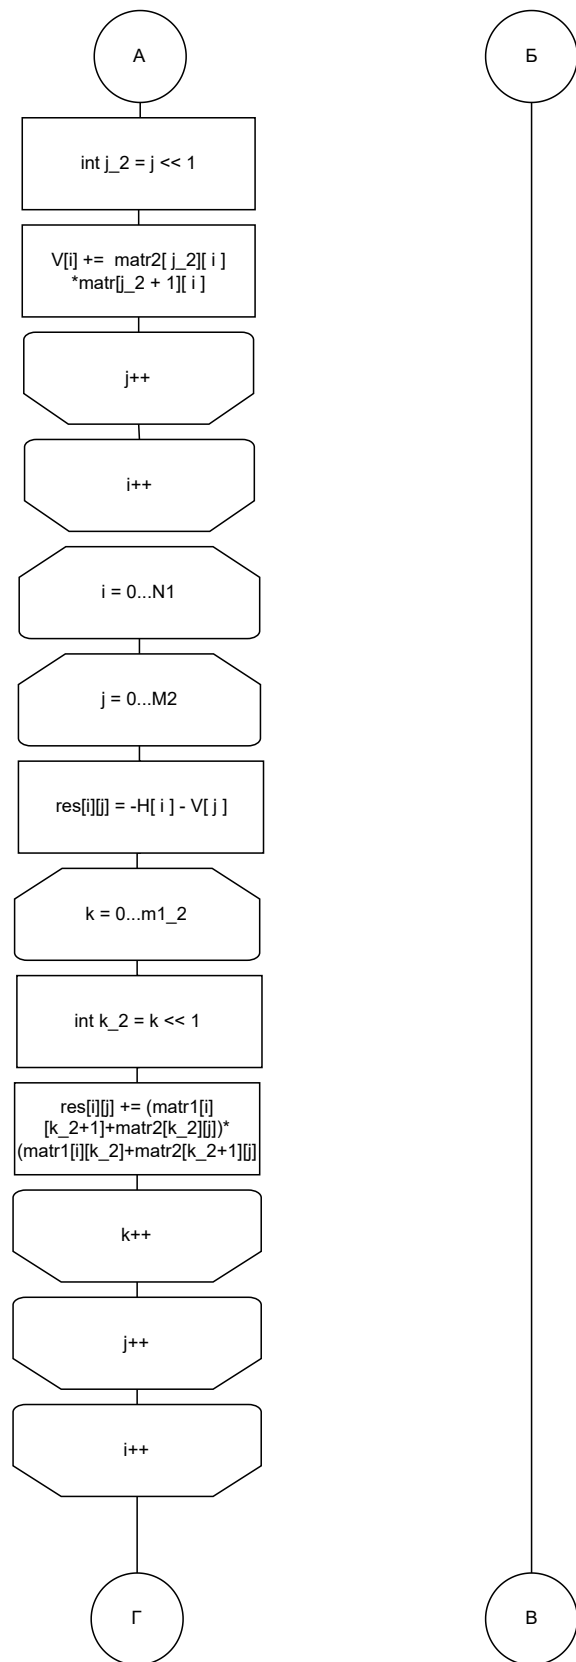 А
Б
int j_2 = j << 1
V[i] += matr2[ j_2][ i ]
*matr[j_2 + 1][ i ]
j++
i++
i = 0...N1
j = 0...M2
res[i][j] = -H[ i ] - V[ j ]
k = 0...m1_2
int k_2 = k << 1
res[i][j] += (matr1[i]
[k_2+1]+matr2[k_2][j])*
(matr1[i][k_2]+matr2[k_2+1][j]
k++
j++
i++
Г
В